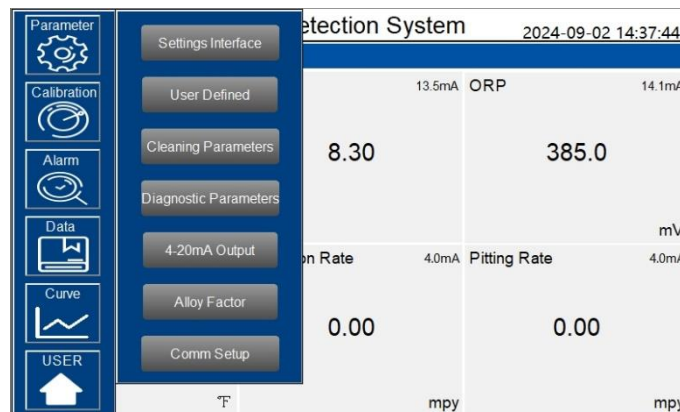 Parameter
Calibration
Alarm
Data
Curve
USER
Settings Interface
User Defined
Cleaning Parameters
Diagnostic Parameters
4-20mA Output
Alloy Factor
Comm Setup
etection System
2024-09-02 14:37:44
13.5mA
8.30
ORP
14.1mA
385.0
mV
on Rate
4.0mA
0.00
mpy
Pitting Rate
4.0mA
0.00
mpy
℉